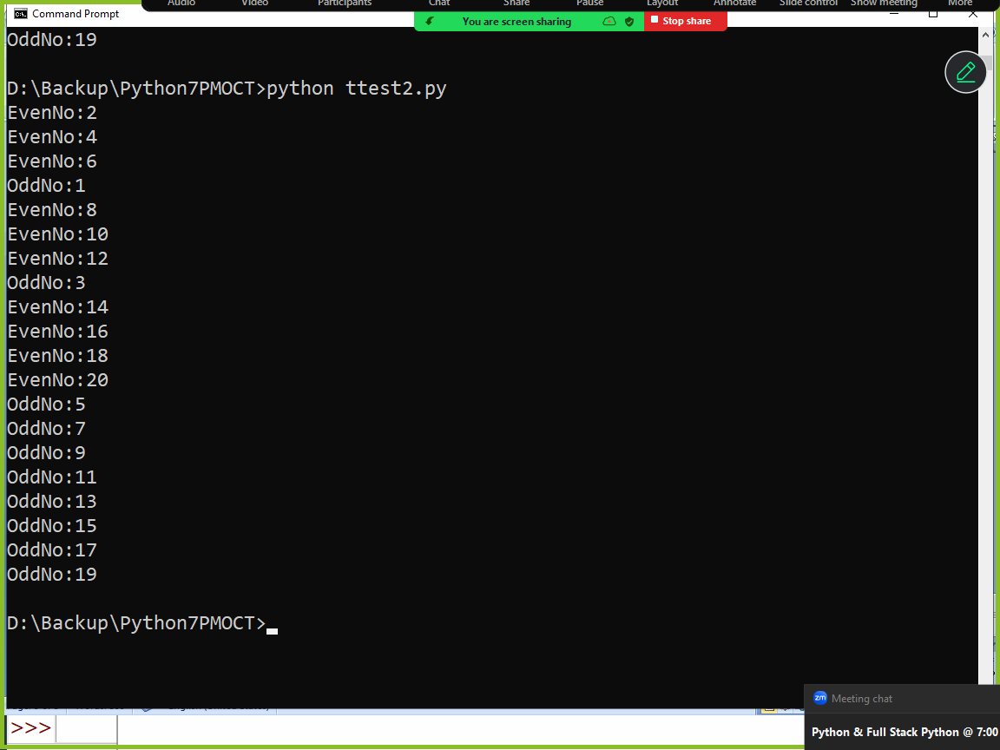 Audio Video Participants Chat Share Pause Layout Annotate Slide control Show meeting More
Command Prompt
You are screen sharing Stop share
OddNo:19
D:\Backup\Python7PMOCT>python ttest2.py
EvenNo:2
EvenNo:4
EvenNo:6
OddNo:1
EvenNo:8
EvenNo:10
EvenNo:12
OddNo:3
EvenNo:14
EvenNo:16
EvenNo:18
EvenNo:20
OddNo:5
OddNo:7
OddNo:9
OddNo:11
OddNo:13
OddNo:15
OddNo:17
OddNo:19
D:\Backup\Python7PMOCT>
zm Meeting chat
>>>
Python & Full Stack Python @ 7:00